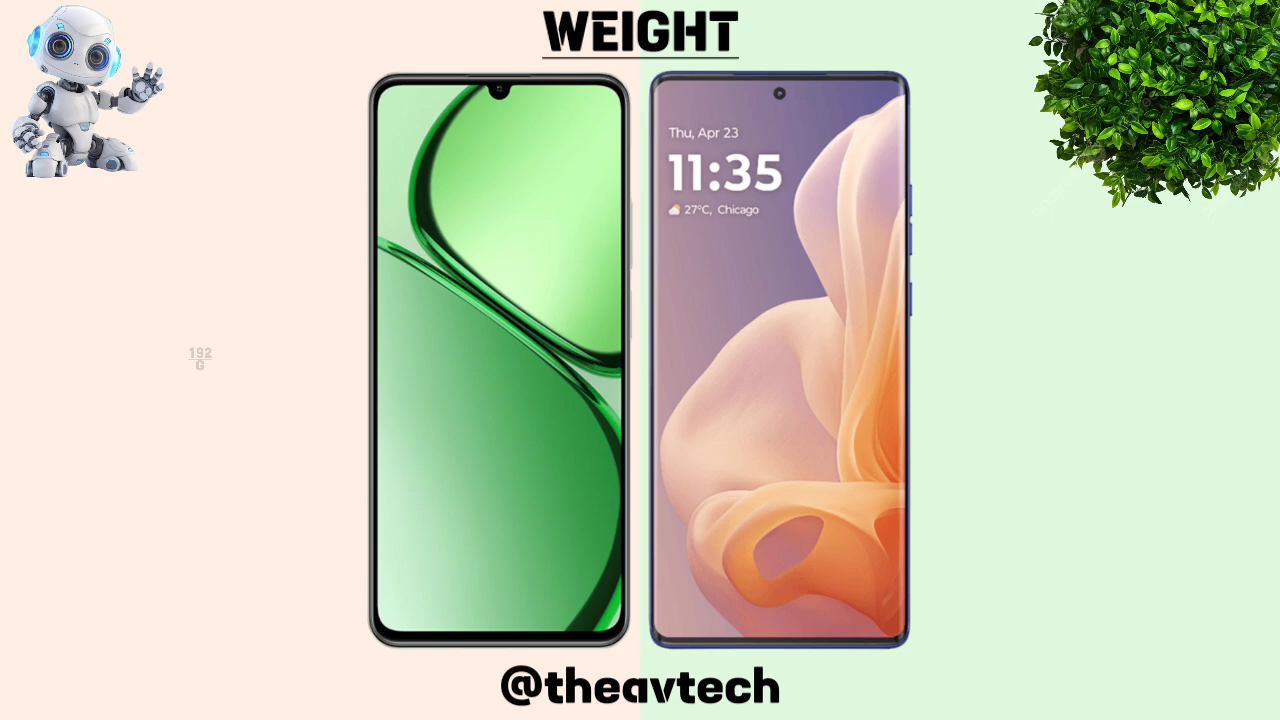 WEIGHT
Thu, Apr 23
11:35
27°C, Chicago
192
G
@theavtech